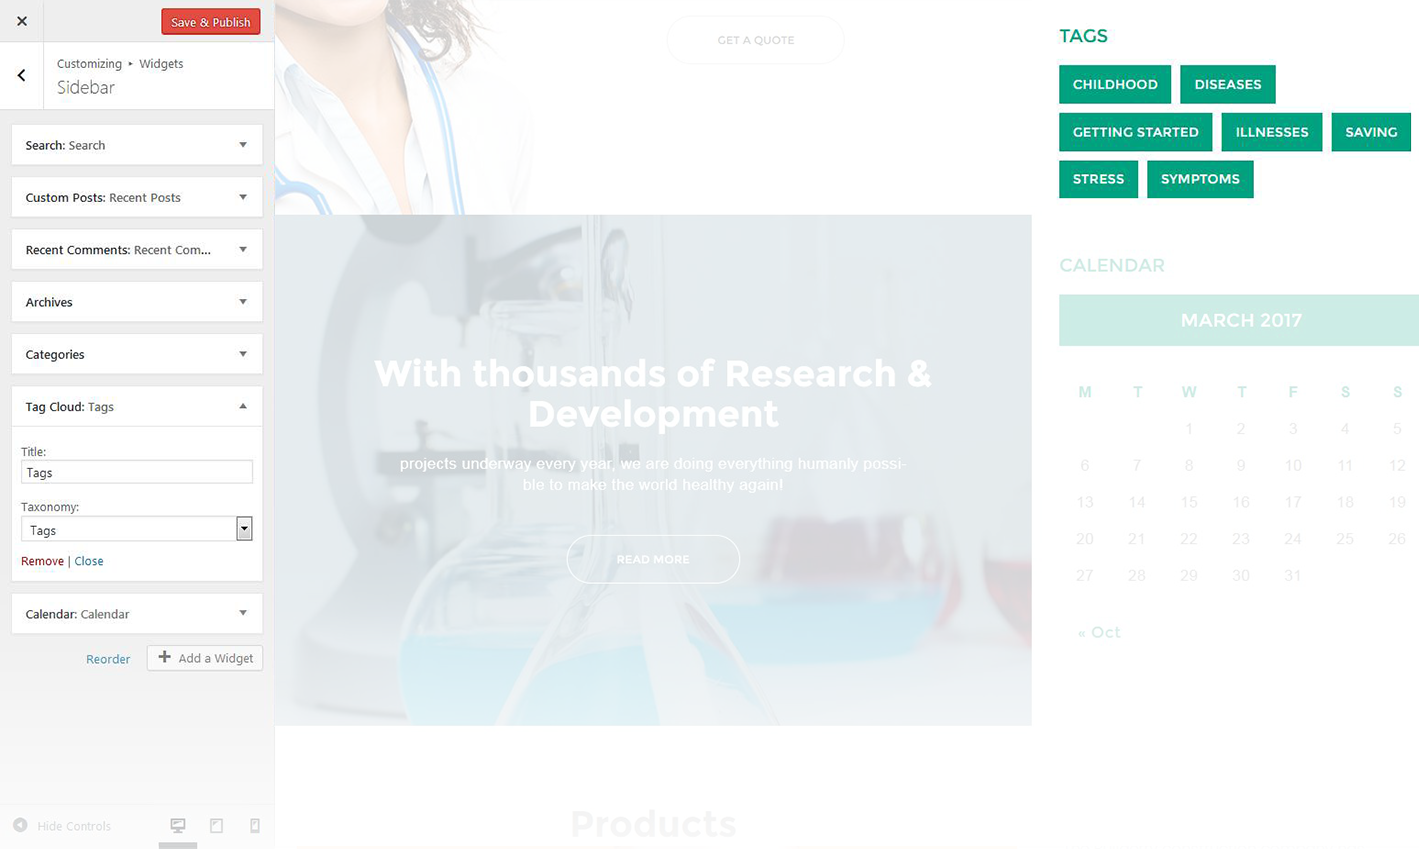 Save & Publish
Customizing ▸ Widgets
Sidebar
Search: Search
Custom Posts: Recent Posts
Recent Comments: Recent Com...
Archives
Categories
Tag Cloud: Tags
Title:
Tags
Taxonomy:
Tags
Remove | Close
Calendar: Calendar
Reorder
Add a Widget
Hide Controls
GET A QUOTE
With thousands of Research &
Development
projects underway every year, we are doing everything humanly possi-
ble to make the world healthy again!
READ MORE
Products
TAGS
CHILDHOOD DISEASES
GETTING STARTED ILLNESSES SAVING
STRESS SYMPTOMS
CALENDAR
MARCH 2017
M T W T F S S
1 2 3 4 5
6 7 8 9 10 11 12
13 14 15 16 17 18 19
20 21 22 23 24 25 26
27 28 29 30 31
« Oct